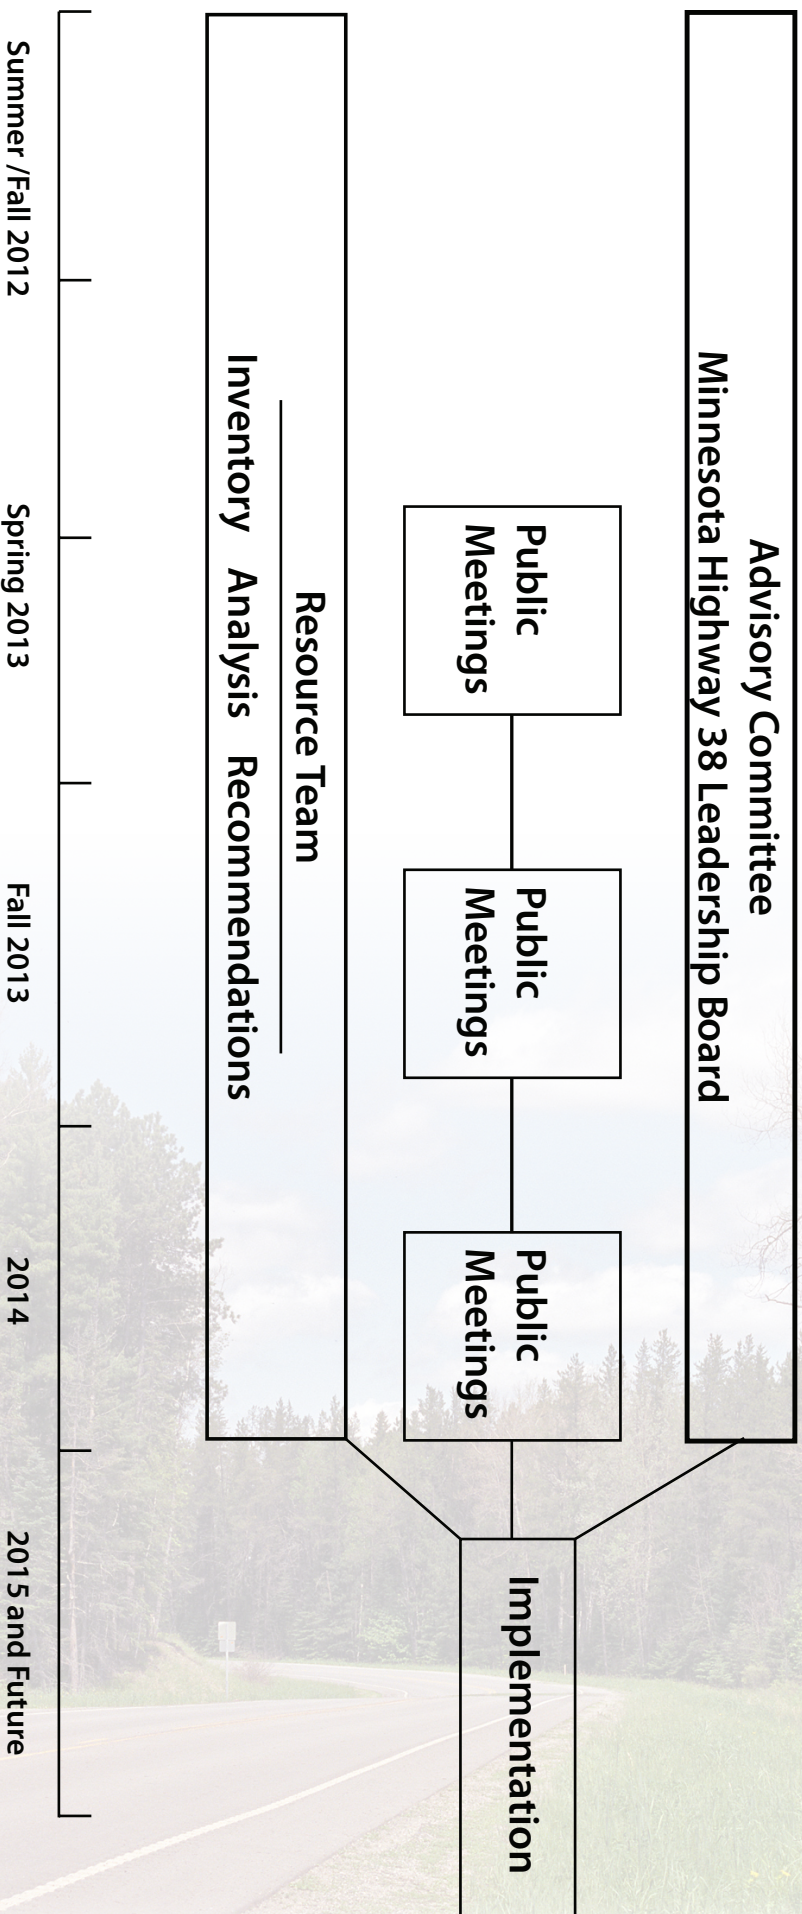 Advisory Committee
Minnesota Highway 38 Leadership Board
Public
Meetings
Public
Meetings
Public
Meetings
Implementation
Resource Team
Inventory Analysis Recommendations
Summer /Fall 2012
Spring 2013
Fall 2013
2014
2015 and Future